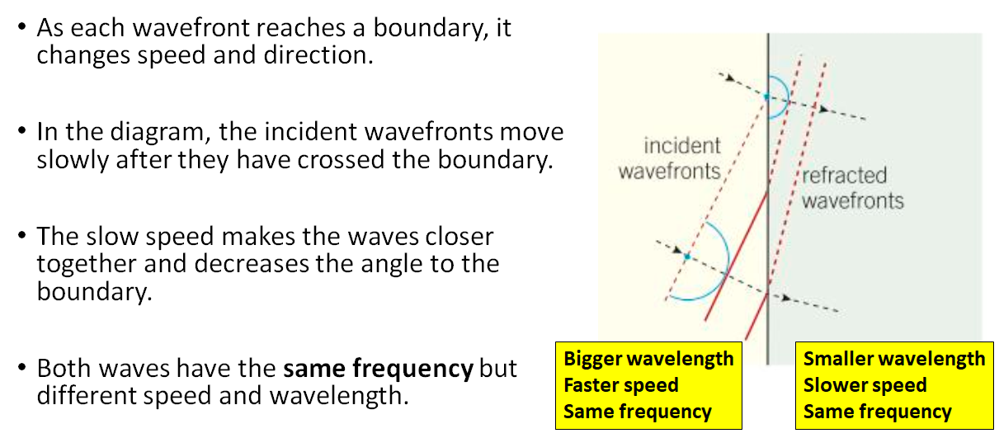 • As each wavefront reaches a boundary, it
changes speed and direction.
• In the diagram, the incident wavefronts move
slowly after they have crossed the boundary.
• The slow speed makes the waves closer
together and decreases the angle to the
boundary.
• Both waves have the same frequency but
different speed and wavelength.
incident
wavefronts
refracted
wavefronts
Bigger wavelength
Faster speed
Same frequency
Smaller wavelength
Slower speed
Same frequency